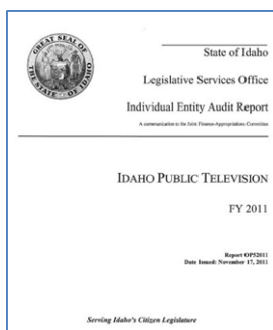 GREAT SEAL OF
THE STATE OF IDAHO
State of Idaho
Legislative Services Office
Individual Entity Audit Report
A communication to the Joint Finance-Appropriations Committee
IDAHO PUBLIC TELEVISION
FY 2011
Report OP52011
Date Issued: November 17, 2011
Serving Idaho's Citizen Legislature